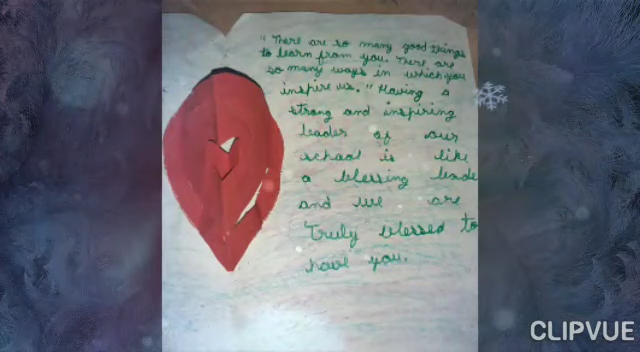 "There are so many good things
to learn from you. There are
so many ways in which you
inspire us." Having a
strong and inspiring
leader of our
school is like
a blessing leade
and we are
Truly blessed to
have you.
CLIPVUE